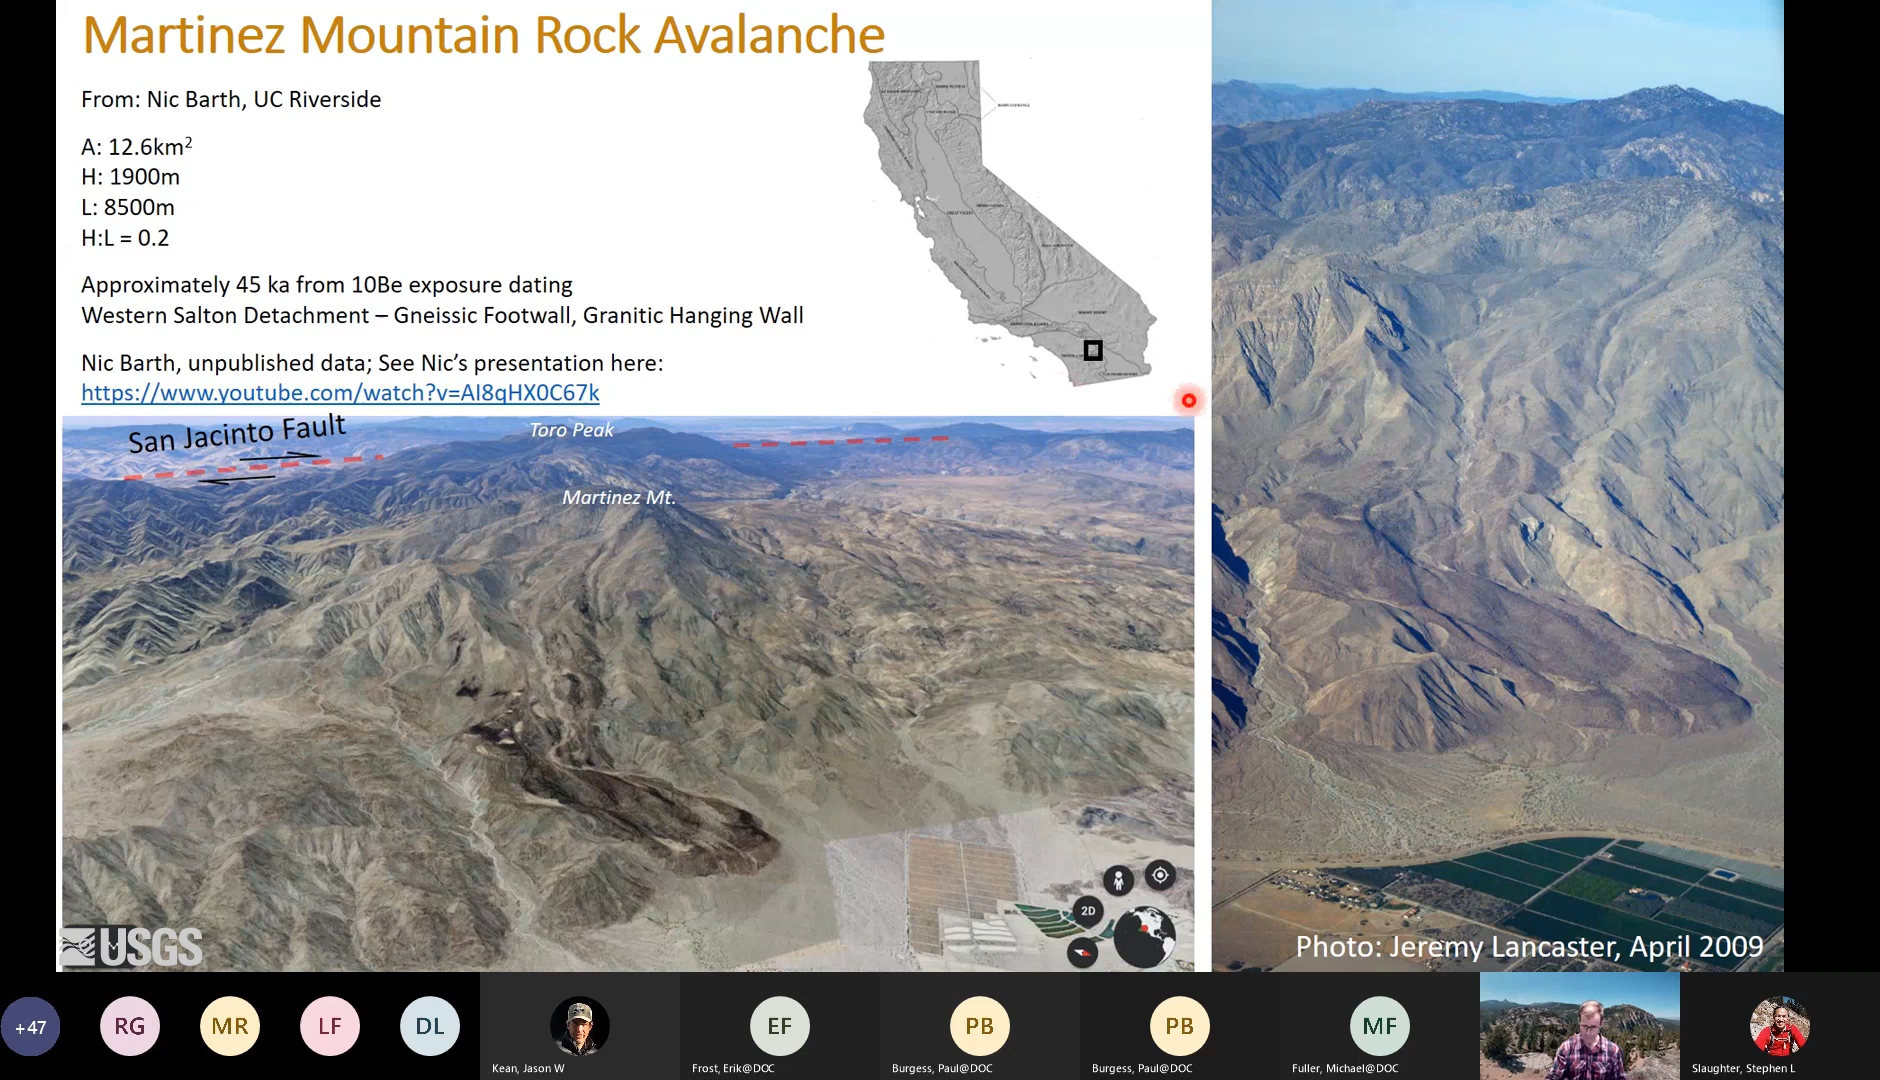 Martinez Mountain Rock Avalanche
From: Nic Barth, UC Riverside
A: 12.6km²
H: 1900m
L: 8500m
H:L = 0.2
Approximately 45 ka from 10Be exposure dating
Western Salton Detachment – Gneissic Footwall, Granitic Hanging Wall
Nic Barth, unpublished data; See Nic's presentation here:
https://www.youtube.com/watch?v=AI8qHX0C67k
San Jacinto Fault
Toro Peak
Martinez Mt.
2D
USGS
Photo: Jeremy Lancaster, April 2009
+47
RG
MR
LF
DL
EF
PB
PB
MF
Kean, Jason W
Frost, Erik@DOC
Burgess, Paul@DOC
Burgess, Paul@DOC
Fuller, Michael@DOC
Slaughter, Stephen L